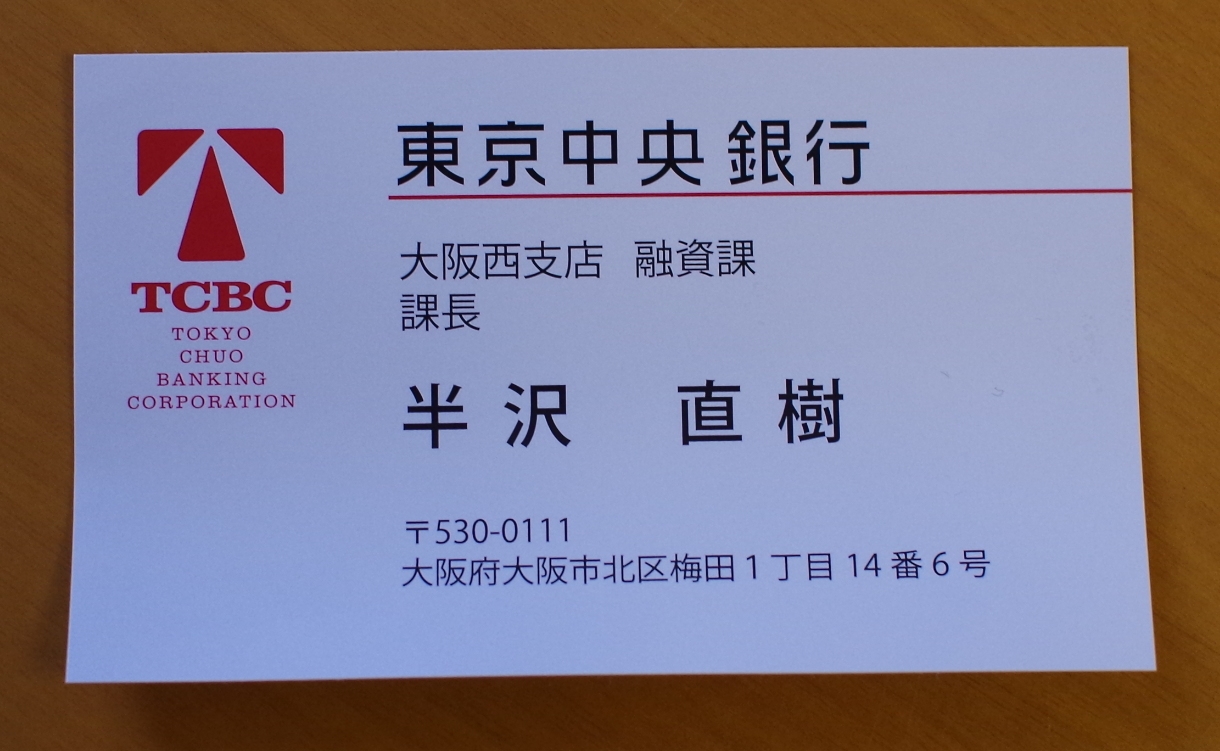 TCBC
TOKYO
CHUO
BANKING
CORPORATION
東京中央銀行
大阪西支店 融資課
課長
半沢 直樹
〒530-0111
大阪府大阪市北区梅田1丁目14番6号